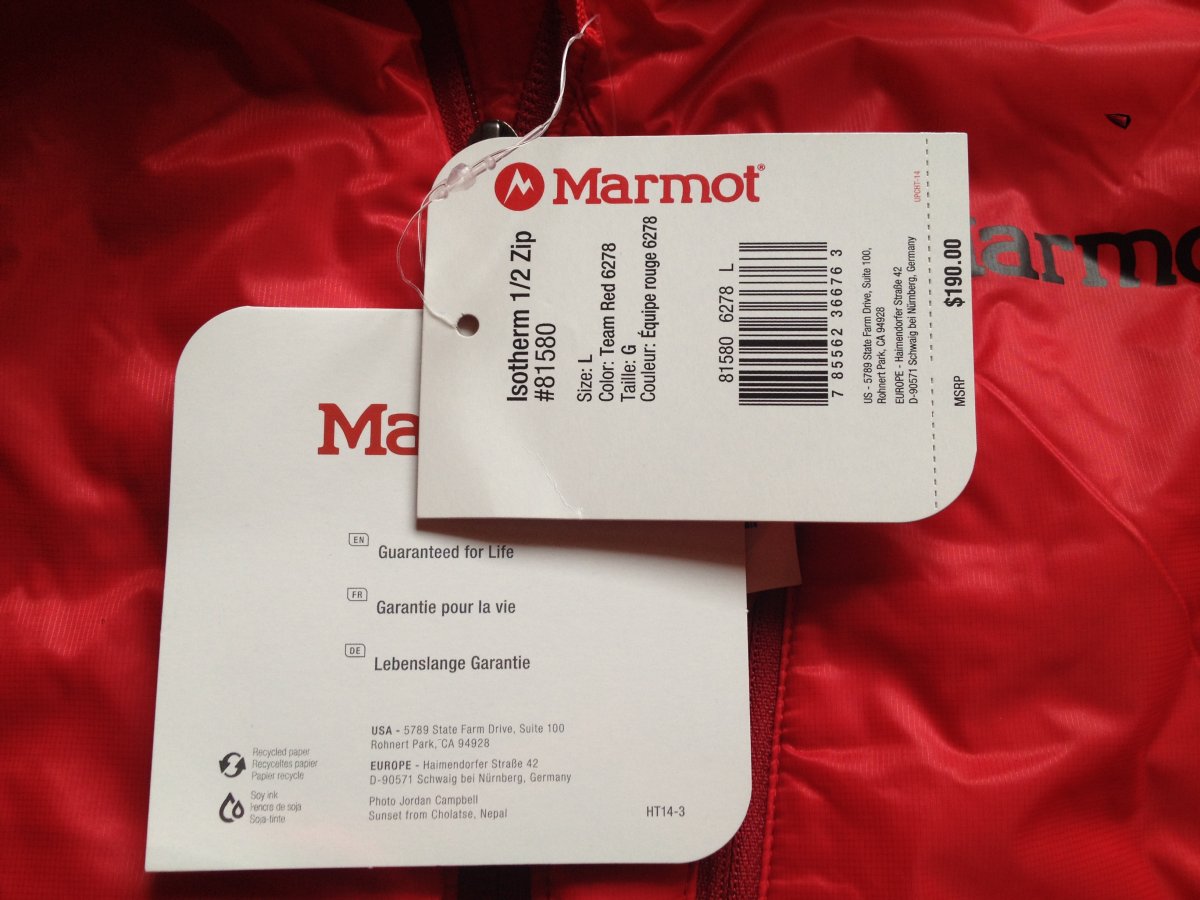 Marmot®
Isotherm 1/2 Zip
#81580
Size: L
Color: Team Red 6278
Taille: G
Couleur: Équipe rouge 6278
81580 6278 L
7 85562 36676 3
US - 5789 State Farm Drive, Suite 100,
Rohnert Park, CA 94928
EUROPE - Haimendorfer Straße 42
D-90571 Schwaig bei Nürnberg, Germany
UPCHT-14
MSRP $190.00
armo
Ma
EN Guaranteed for Life
FR Garantie pour la vie
DE Lebenslange Garantie
USA - 5789 State Farm Drive, Suite 100
Rohnert Park, CA 94928
EUROPE - Haimendorfer Straße 42
D-90571 Schwaig bei Nürnberg, Germany
Photo Jordan Campbell
Sunset from Cholatse, Nepal
Recycled paper
Recyceltes papier
Papier recycle
Soy ink
l'encre de soja
Soja-tinte
HT14-3